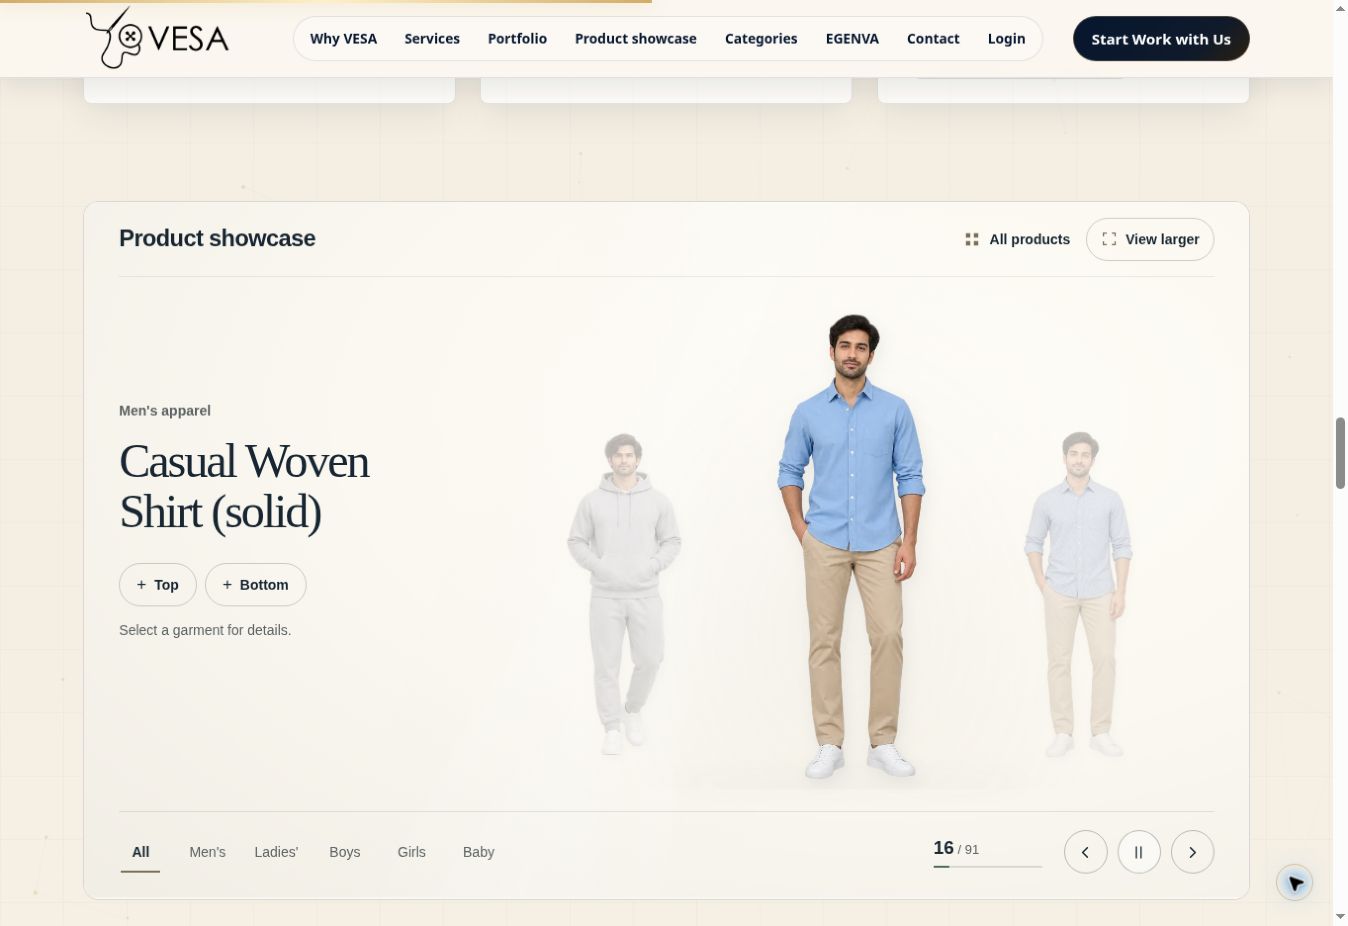 VESA
Why VESA
Services
Portfolio
Product showcase
Categories
EGENVA
Contact
Login
Start Work with Us
Product showcase
All products
View larger
Men's apparel
Casual Woven
Shirt (solid)
+ Top
+ Bottom
Select a garment for details.
All
Men's
Ladies'
Boys
Girls
Baby
16 / 91